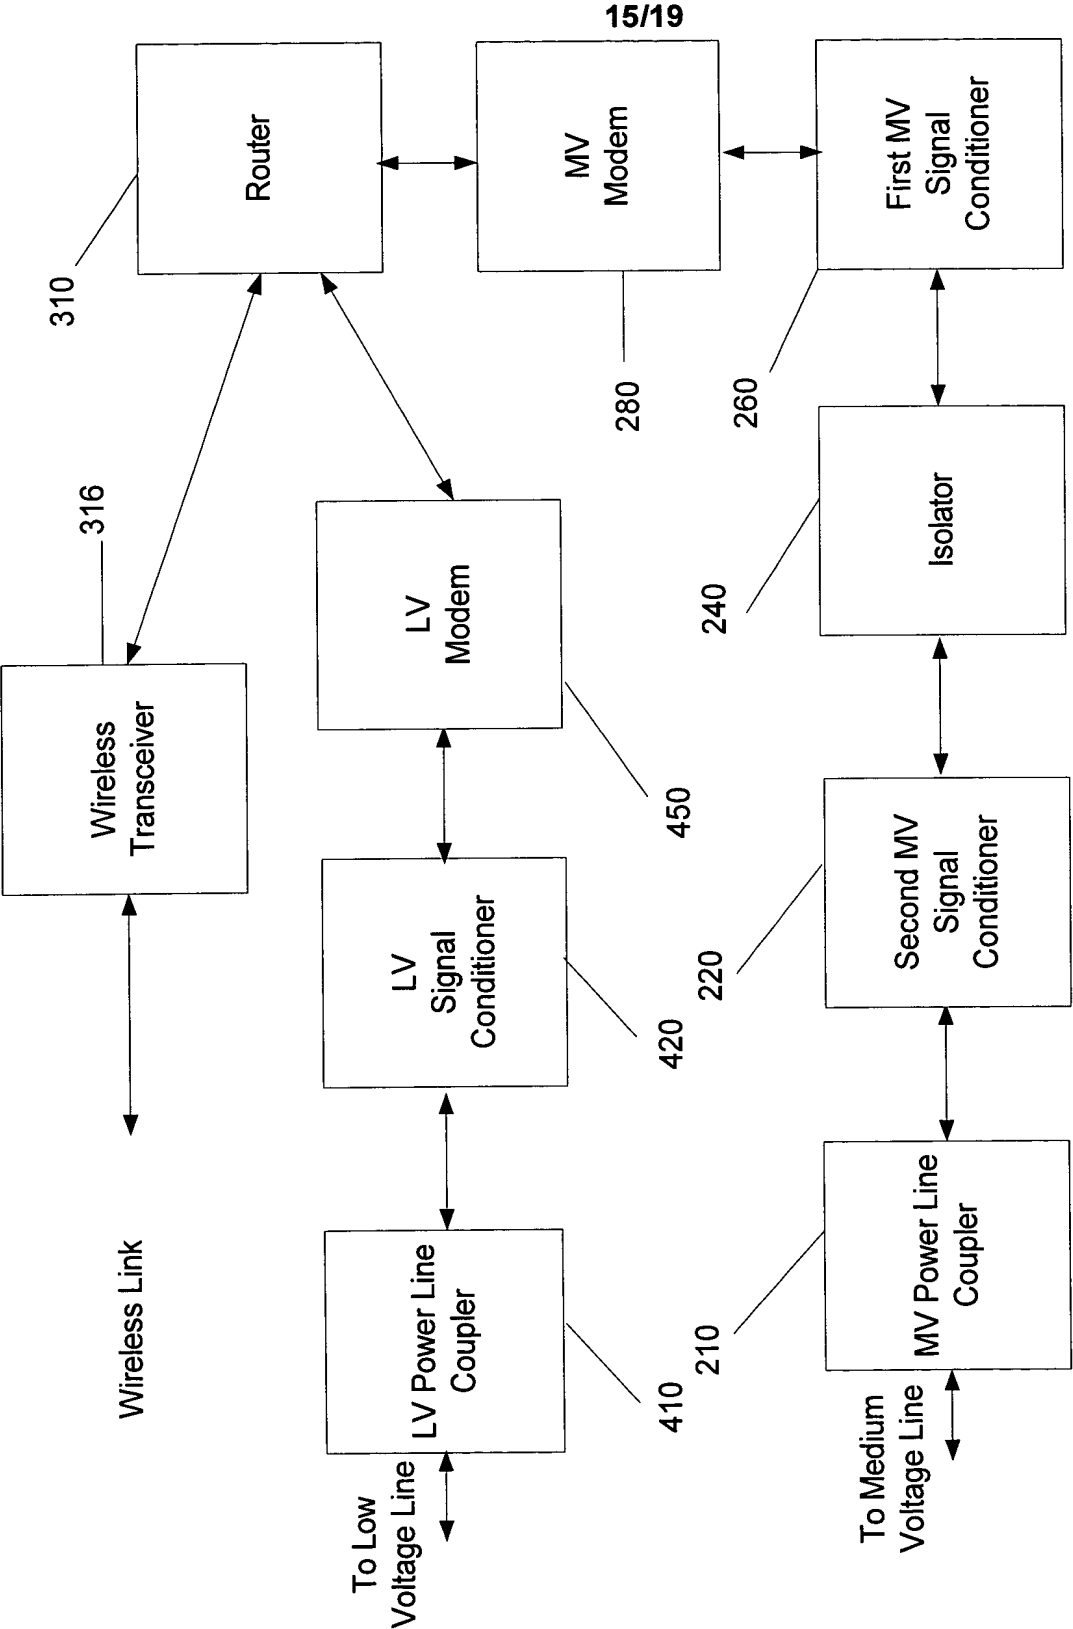 15/19
Wireless Link
Wireless
Transceiver
316
310
Router
To Low
Voltage Line
LV Power Line
Coupler
410
LV
Signal
Conditioner
420
LV
Modem
450
MV
Modem
280
To Medium
Voltage Line
MV Power Line
Coupler
210
Second MV
Signal
Conditioner
220
Isolator
240
First MV
Signal
Conditioner
260